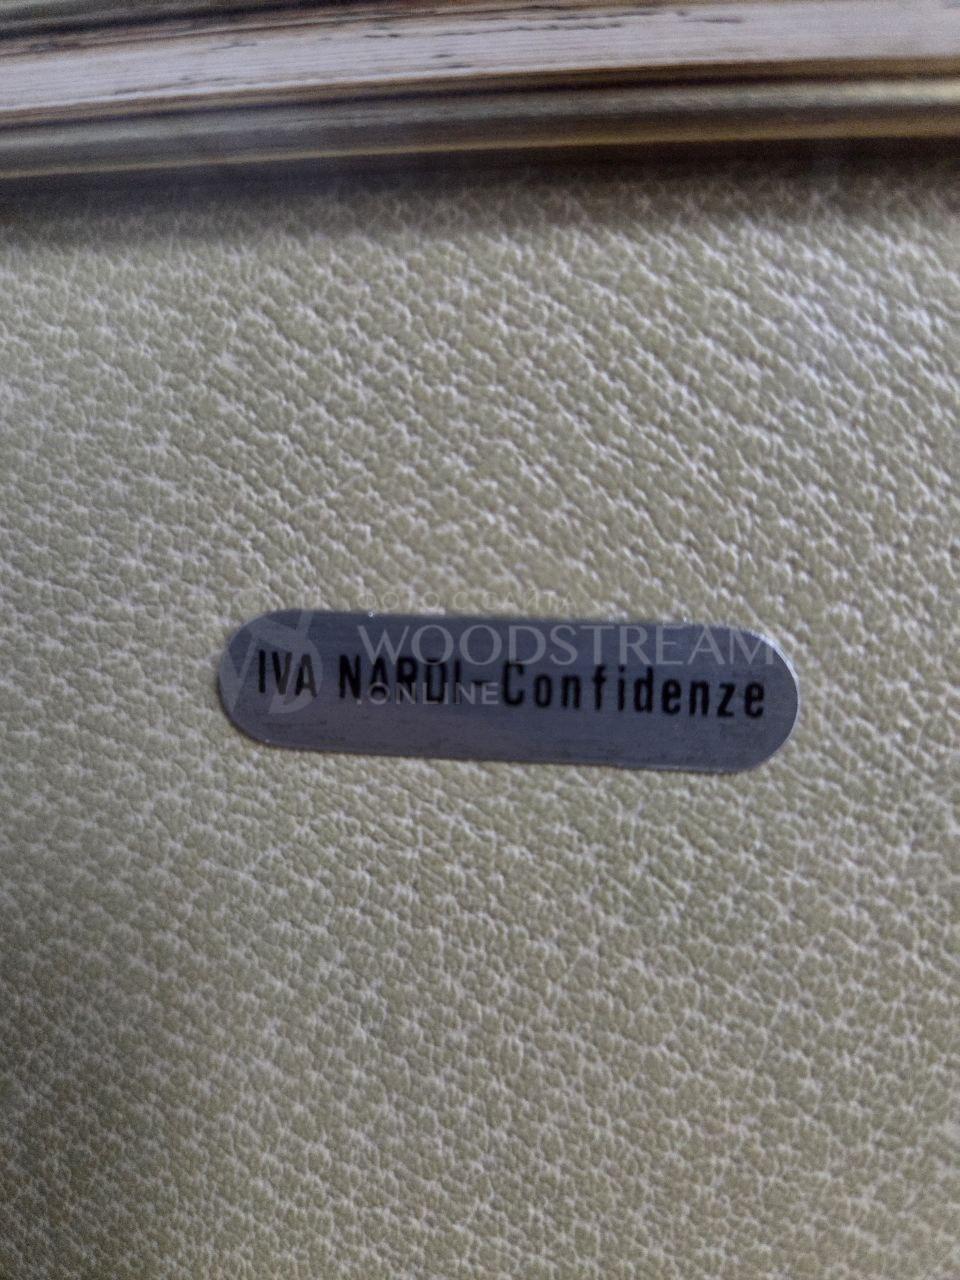 WOODSTREAM
IVA NARDI-Confidenze
.ONLINE